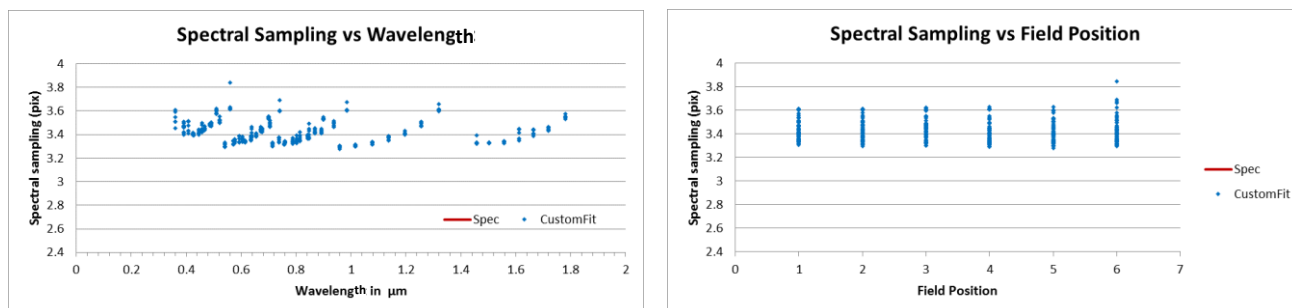 Spectral Sampling vs Wavelength
Spectral sampling (pix)
4
3.8
3.6
3.4
3.2
3
2.8
2.6
2.4
Spec
CustomFit
0 0.2 0.4 0.6 0.8 1 1.2 1.4 1.6 1.8 2
Wavelength in µm
Spectral Sampling vs Field Position
Spectral sampling (pix)
4
3.8
3.6
3.4
3.2
3
2.8
2.6
2.4
Spec
CustomFit
0 1 2 3 4 5 6 7
Field Position